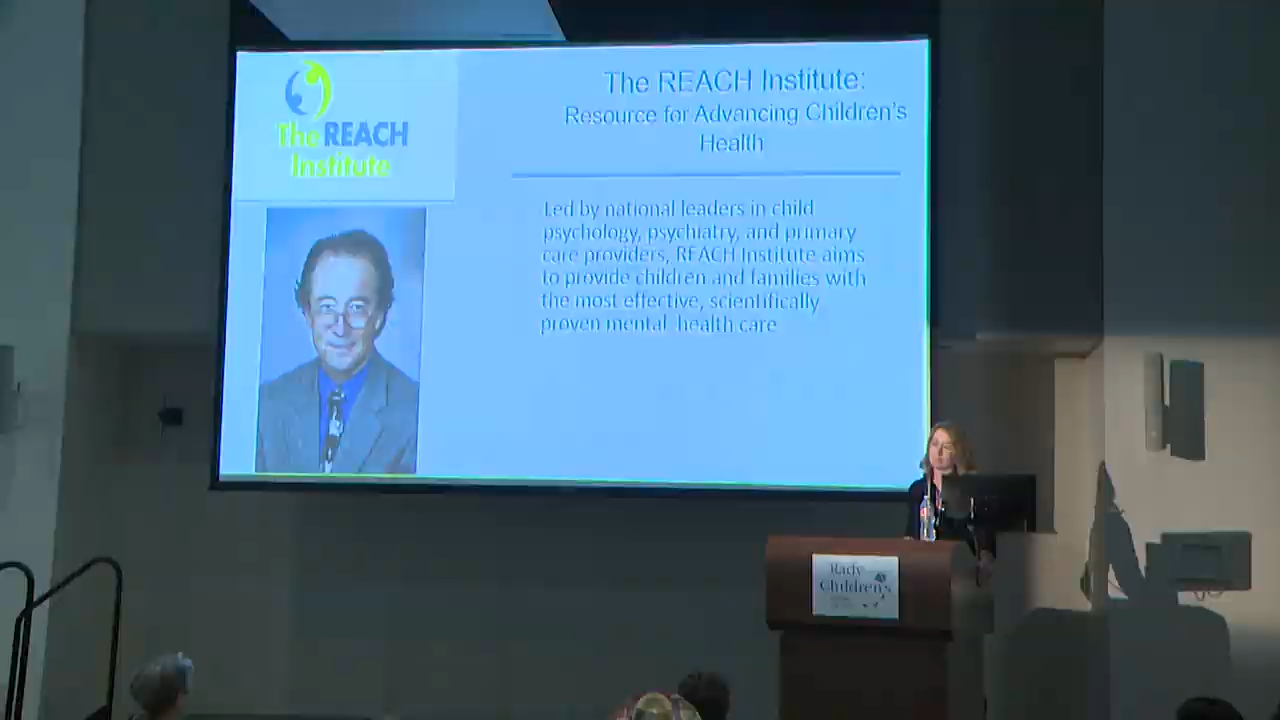 The REACH
Institute
The REACH Institute:
Resource for Advancing Children's
Health
Led by national leaders in child
psychology, psychiatry, and primary
care providers, REACH Institute aims
to provide children and families with
the most effective, scientifically
proven mental health care
Rady
Children's